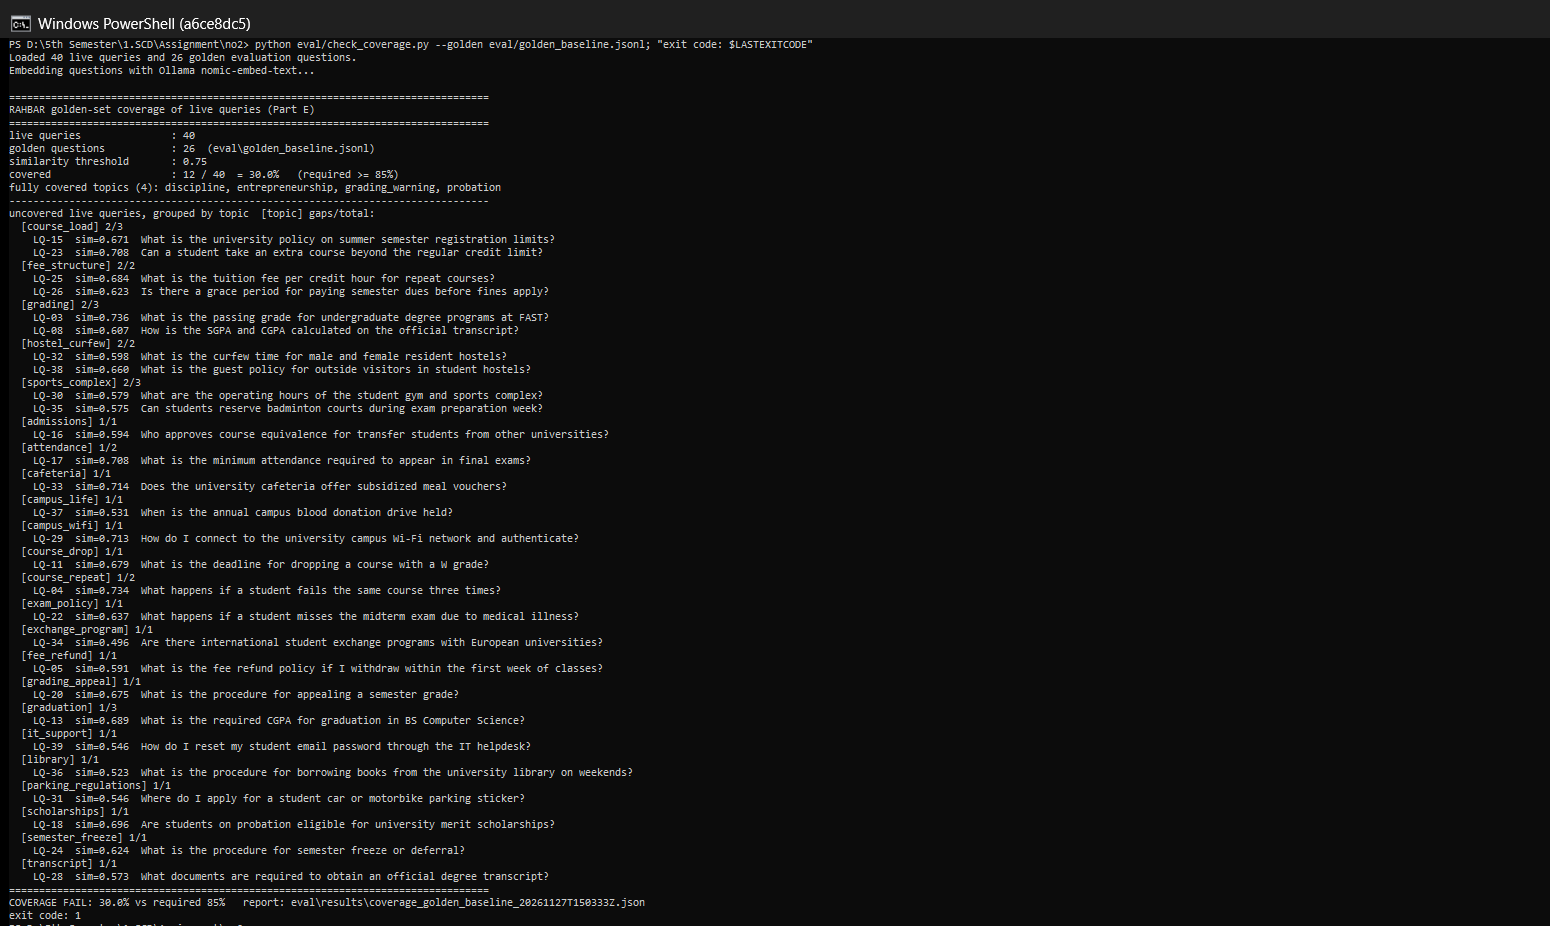 Windows PowerShell (a6ce8dc5)
PS D:\5th Semester\1.SCD\Assignment\no2> python eval/check_coverage.py --golden eval/golden_baseline.jsonl; "exit code: $LASTEXITCODE"
Loaded 40 live queries and 26 golden evaluation questions.
Embedding questions with Ollama nomic-embed-text...
================================================================================
RAHBAR golden-set coverage of live queries (Part E)
================================================================================
live queries : 40
golden questions : 26 (eval\golden_baseline.jsonl)
similarity threshold : 0.75
covered : 12 / 40 = 30.0% (required >= 85%)
fully covered topics (4): discipline, entrepreneurship, grading_warning, probation
--------------------------------------------------------------------------------
uncovered live queries, grouped by topic [topic] gaps/total:
[course_load] 2/3
LQ-15 sim=0.671 What is the university policy on summer semester registration limits?
LQ-23 sim=0.708 Can a student take an extra course beyond the regular credit limit?
[fee_structure] 2/2
LQ-25 sim=0.684 What is the tuition fee per credit hour for repeat courses?
LQ-26 sim=0.623 Is there a grace period for paying semester dues before fines apply?
[grading] 2/3
LQ-03 sim=0.736 What is the passing grade for undergraduate degree programs at FAST?
LQ-08 sim=0.607 How is the SGPA and CGPA calculated on the official transcript?
[hostel_curfew] 2/2
LQ-32 sim=0.598 What is the curfew time for male and female resident hostels?
LQ-38 sim=0.660 What is the guest policy for outside visitors in student hostels?
[sports_complex] 2/3
LQ-30 sim=0.579 What are the operating hours of the student gym and sports complex?
LQ-35 sim=0.575 Can students reserve badminton courts during exam preparation week?
[admissions] 1/1
LQ-16 sim=0.594 Who approves course equivalence for transfer students from other universities?
[attendance] 1/2
LQ-17 sim=0.708 What is the minimum attendance required to appear in final exams?
[cafeteria] 1/1
LQ-33 sim=0.714 Does the university cafeteria offer subsidized meal vouchers?
[campus_life] 1/1
LQ-37 sim=0.531 When is the annual campus blood donation drive held?
[campus_wifi] 1/1
LQ-29 sim=0.713 How do I connect to the university campus Wi-Fi network and authenticate?
[course_drop] 1/1
LQ-11 sim=0.679 What is the deadline for dropping a course with a W grade?
[course_repeat] 1/2
LQ-04 sim=0.734 What happens if a student fails the same course three times?
[exam_policy] 1/1
LQ-22 sim=0.637 What happens if a student misses the midterm exam due to medical illness?
[exchange_program] 1/1
LQ-34 sim=0.496 Are there international student exchange programs with European universities?
[fee_refund] 1/1
LQ-05 sim=0.591 What is the fee refund policy if I withdraw within the first week of classes?
[grading_appeal] 1/1
LQ-20 sim=0.675 What is the procedure for appealing a semester grade?
[graduation] 1/3
LQ-13 sim=0.689 What is the required CGPA for graduation in BS Computer Science?
[it_support] 1/1
LQ-39 sim=0.546 How do I reset my student email password through the IT helpdesk?
[library] 1/1
LQ-36 sim=0.523 What is the procedure for borrowing books from the university library on weekends?
[parking_regulations] 1/1
LQ-31 sim=0.546 Where do I apply for a student car or motorbike parking sticker?
[scholarships] 1/1
LQ-18 sim=0.696 Are students on probation eligible for university merit scholarships?
[semester_freeze] 1/1
LQ-24 sim=0.624 What is the procedure for semester freeze or deferral?
[transcript] 1/1
LQ-28 sim=0.573 What documents are required to obtain an official degree transcript?
================================================================================
COVERAGE FAIL: 30.0% vs required 85% report: eval\results\coverage_golden_baseline_20261127T150333Z.json
exit code: 1